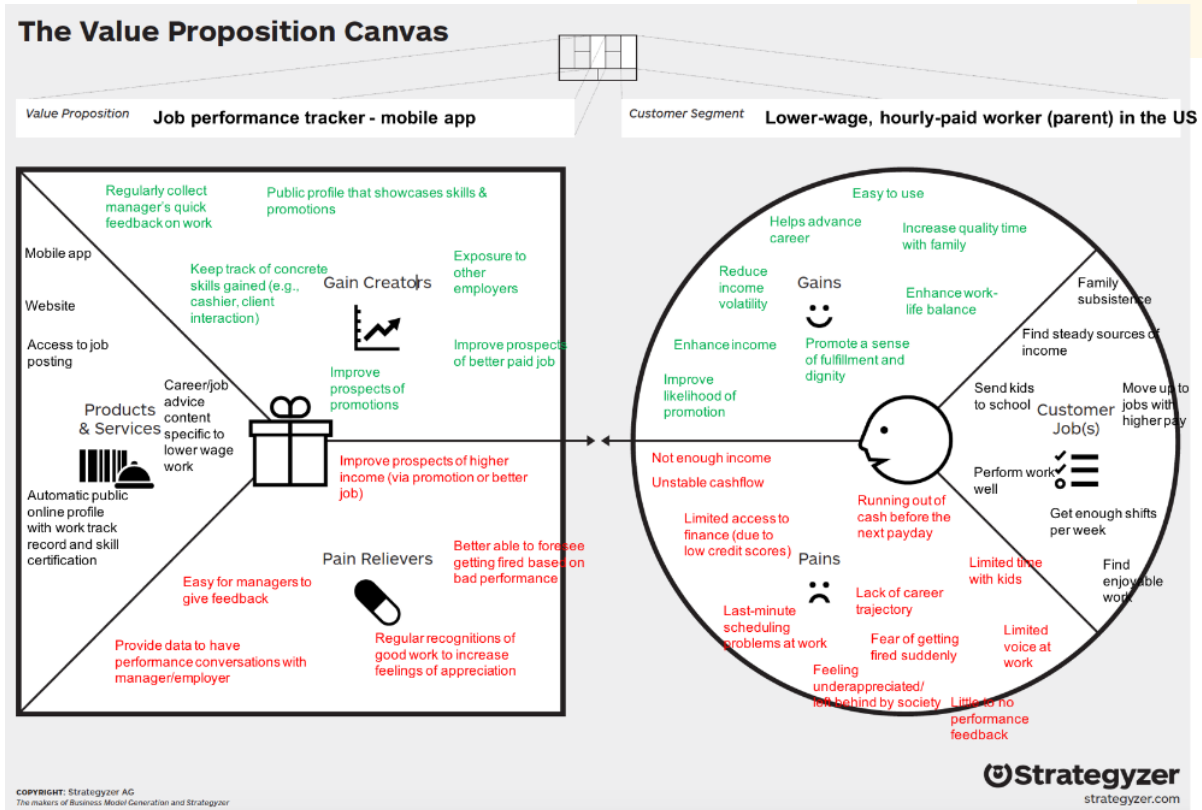 The Value Proposition Canvas
Value Proposition
Job performance tracker - mobile app
Customer Segment
Lower-wage, hourly-paid worker (parent) in the US
Regularly collect
manager's quick
feedback on work
Public profile that showcases skills &
promotions
Mobile app
Keep track of concrete
skills gained (e.g.,
cashier, client
interaction)
Gain Creators
Exposure to
other
employers
Website
Access to job
posting
Improve prospects
of better paid job
Improve
prospects of
promotions
Career/job
advice
content
specific to
lower wage
work
Products
& Services
Automatic public
online profile
with work track
record and skill
certification
Improve prospects of higher
income (via promotion or better
job)
Pain Relievers
Better able to foresee
getting fired based on
bad performance
Easy for managers to
give feedback
Provide data to have
performance conversations with
manager/employer
Regular recognitions of
good work to increase
feelings of appreciation
Easy to use
Helps advance
career
Increase quality time
with family
Reduce
income
volatility
Gains
Enhance work-
life balance
Enhance income
Promote a sense
of fulfillment and
dignity
Improve
likelihood of
promotion
Family
subsistence
Find steady sources of
income
Send kids
to school
Customer
Job(s)
Move up to
jobs with
higher pay
Perform work
well
Get enough shifts
per week
Find
enjoyable
work
Not enough income
Unstable cashflow
Running out of
cash before the
next payday
Limited access to
finance (due to
low credit scores)
Pains
Limited time
with kids
Lack of career
trajectory
Last-minute
scheduling
problems at work
Fear of getting
fired suddenly
Limited
voice at
work
Feeling
underappreciated/
left behind by society
Little to no
performance
feedback
COPYRIGHT: Strategyzer AG
The makers of Business Model Generation and Strategyzer
Strategyzer
strategyzer.com